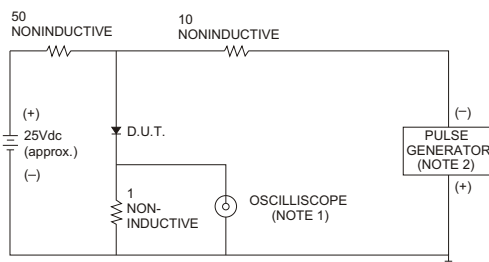 50
NONINDUCTIVE
10
NONINDUCTIVE
(+)
25Vdc
(approx.)
(–)
D.U.T.
1
NON-
INDUCTIVE
OSCILLISCOPE
(NOTE 1)
(–)
PULSE
GENERATOR
(NOTE 2)
(+)